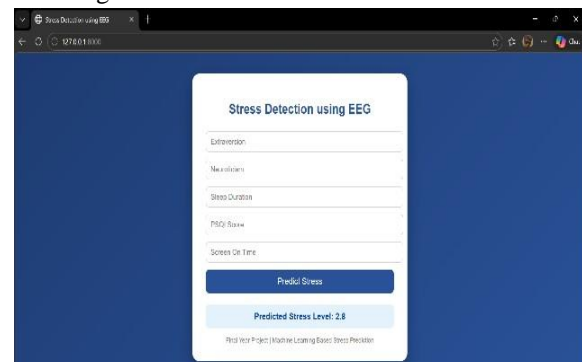 Stress Detection using EEG
127.0.0.1:8000
Stress Detection using EEG
Extraversion
Neuroticism
Sleep Duration
PSQI Score
Screen On Time
Predict Stress
Predicted Stress Level: 2.8
Final Year Project | Machine Learning Based Stress Prediction